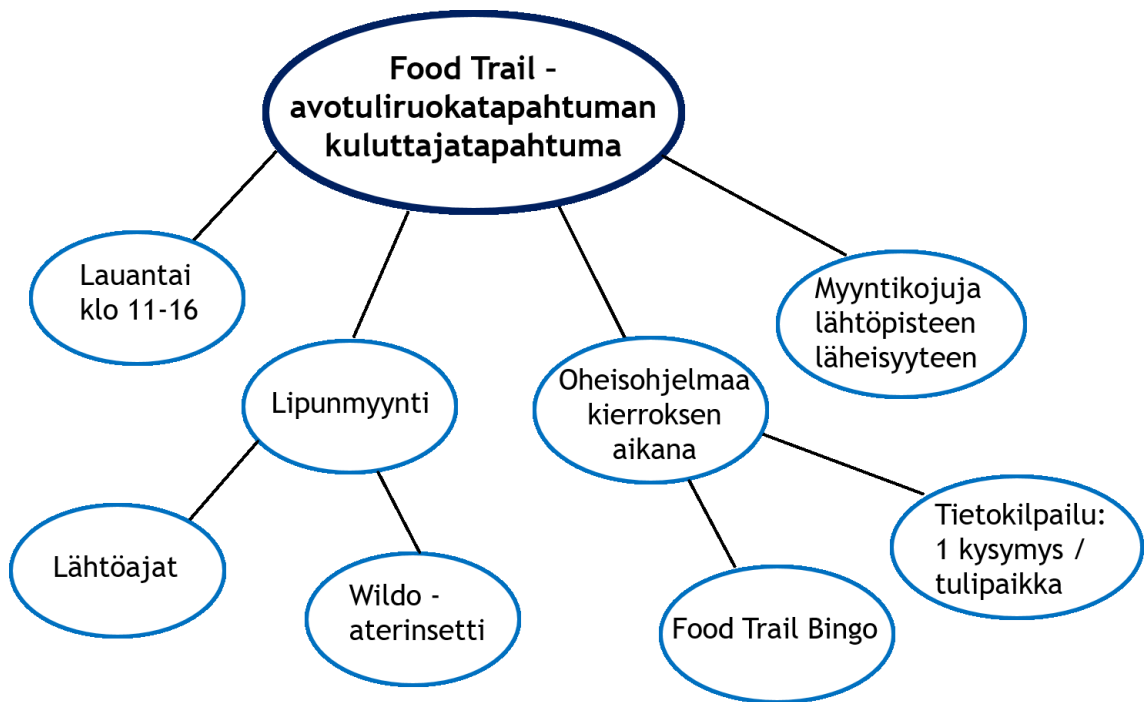 Food Trail –
avotuliruokatapahtuman
kuluttajatapahtuma
Lauantai
klo 11-16
Myyntikojuja
lähtöpisteen
läheisyyteen
Lipunmyynti
Oheisohjelmaa
kierroksen
aikana
Lähtöajat
Wildo -
aterinsetti
Food Trail Bingo
Tietokilpailu:
1 kysymys /
tulipaikka